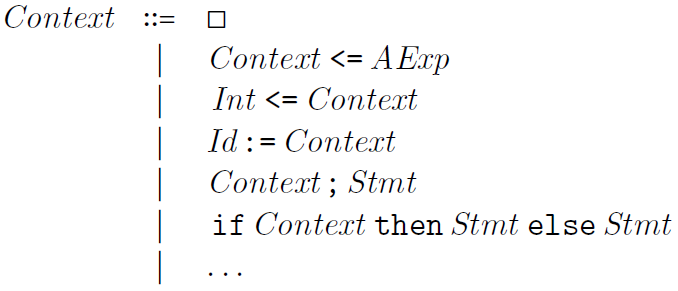 Context ::= □
| Context <= AExp
| Int <= Context
| Id := Context
| Context ; Stmt
| if Context then Stmt else Stmt
| ...